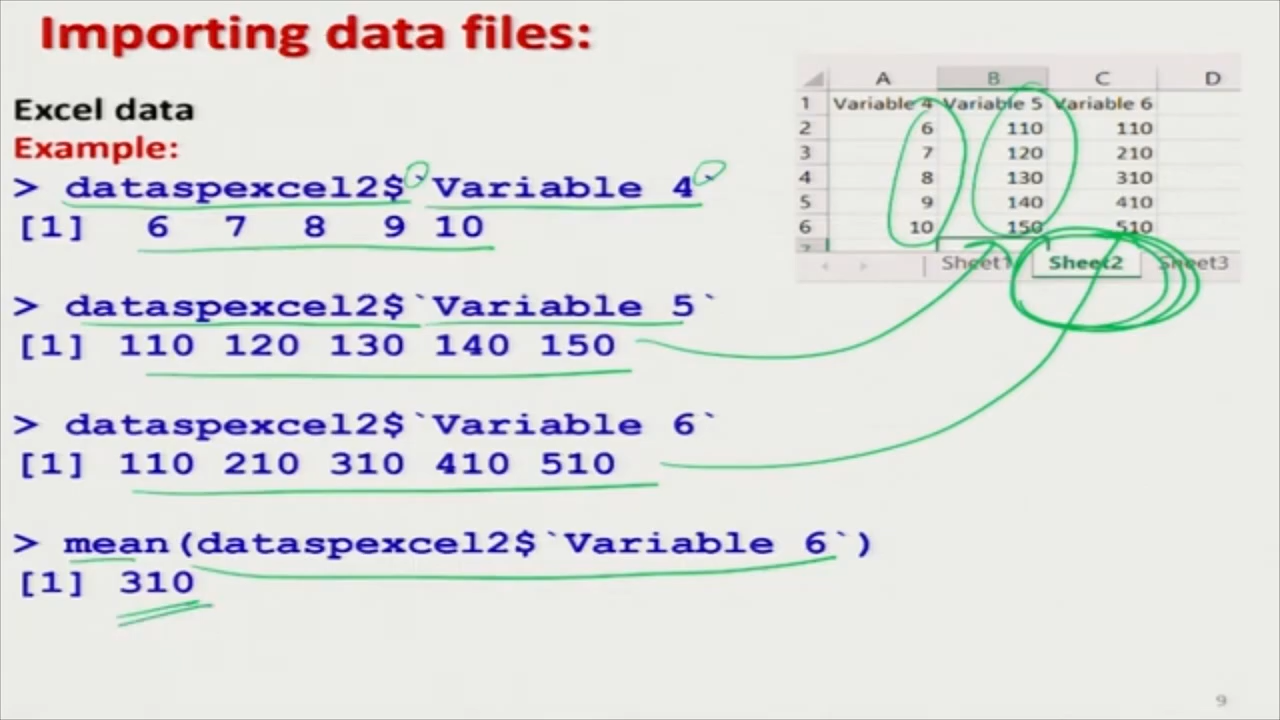 Importing data files:
Excel data
Example:
> dataspexcel2$`Variable 4`
[1] 6 7 8 9 10
> dataspexcel2$`Variable 5`
[1] 110 120 130 140 150
> dataspexcel2$`Variable 6`
[1] 110 210 310 410 510
> mean(dataspexcel2$`Variable 6`)
[1] 310
A B C D
1 Variable 4 Variable 5 Variable 6
2 6 110 110
3 7 120 210
4 8 130 310
5 9 140 410
6 10 150 510
7
Sheet1 Sheet2 Sheet3
9